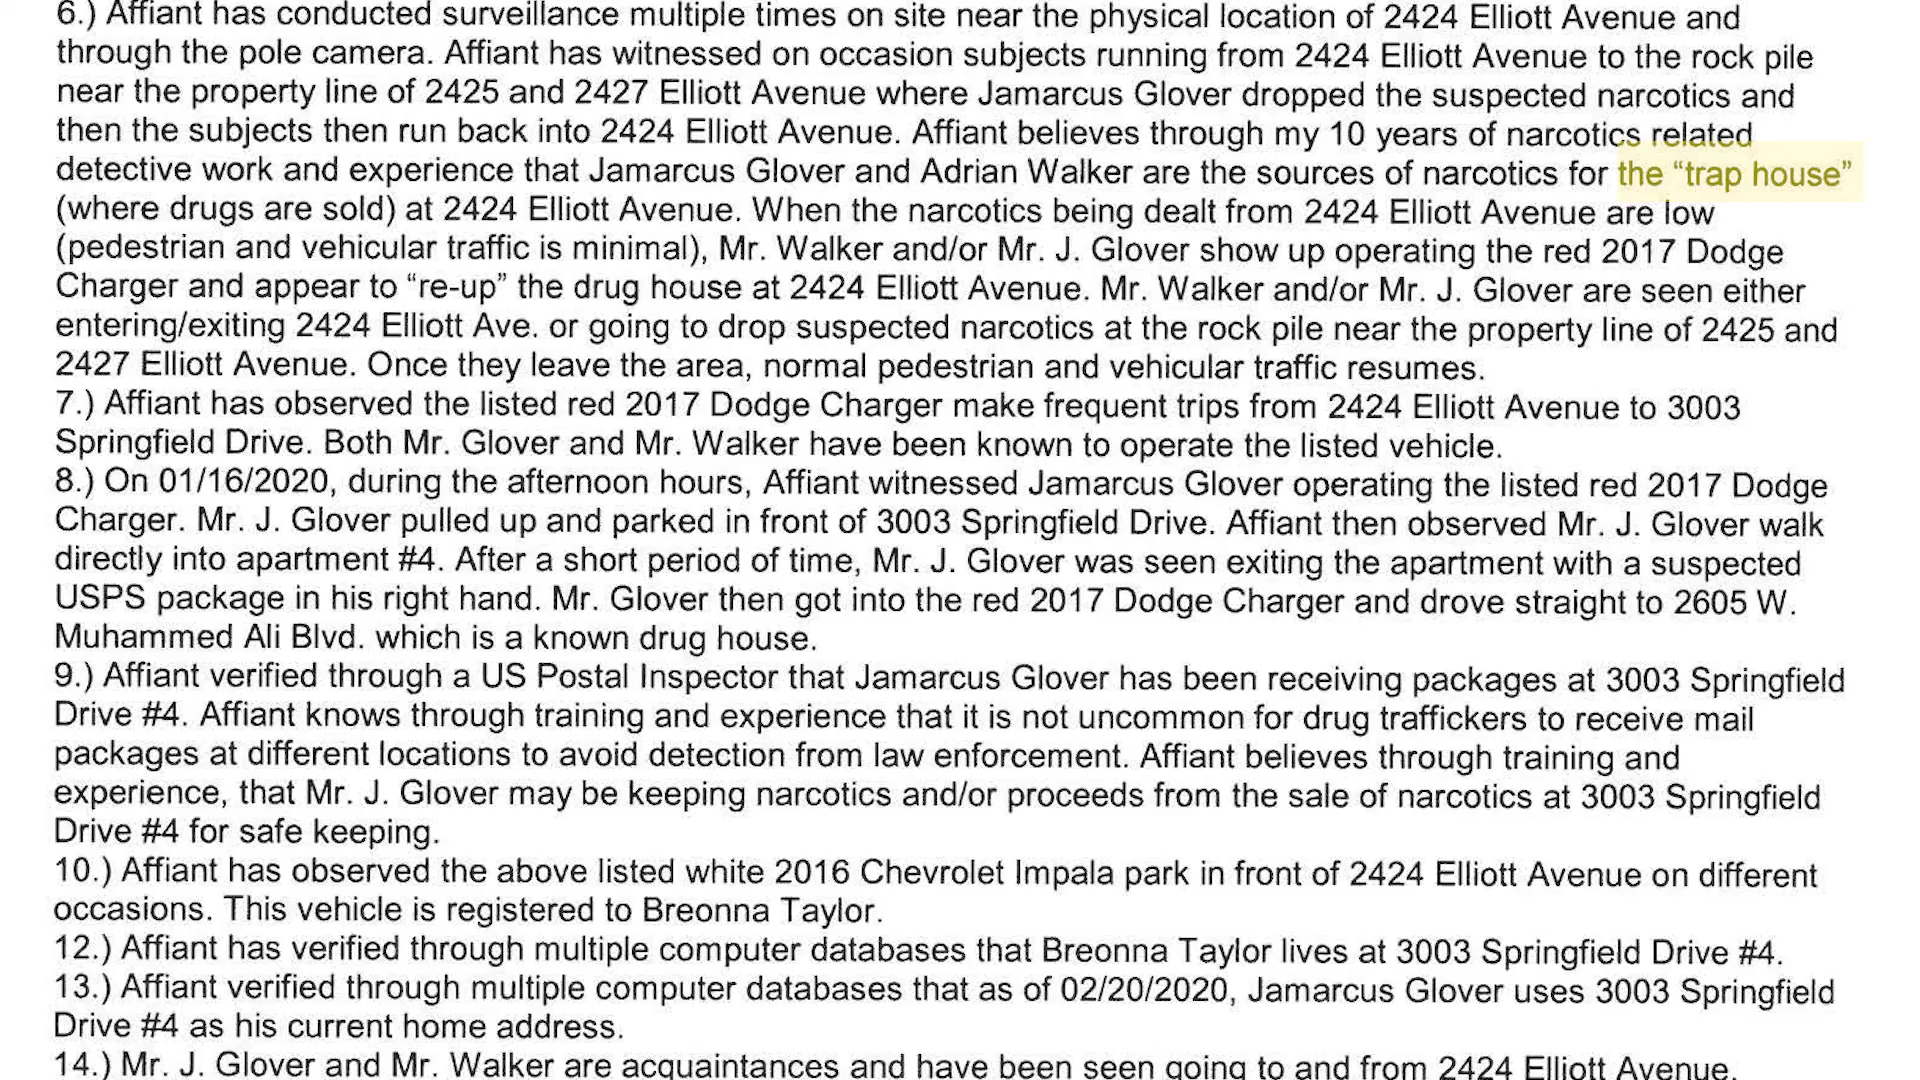 6.) Affiant has conducted surveillance multiple times on site near the physical location of 2424 Elliott Avenue and
through the pole camera. Affiant has witnessed on occasion subjects running from 2424 Elliott Avenue to the rock pile
near the property line of 2425 and 2427 Elliott Avenue where Jamarcus Glover dropped the suspected narcotics and
then the subjects then run back into 2424 Elliott Avenue. Affiant believes through my 10 years of narcotics related
detective work and experience that Jamarcus Glover and Adrian Walker are the sources of narcotics for the “trap house”
(where drugs are sold) at 2424 Elliott Avenue. When the narcotics being dealt from 2424 Elliott Avenue are low
(pedestrian and vehicular traffic is minimal), Mr. Walker and/or Mr. J. Glover show up operating the red 2017 Dodge
Charger and appear to “re-up” the drug house at 2424 Elliott Avenue. Mr. Walker and/or Mr. J. Glover are seen either
entering/exiting 2424 Elliott Ave. or going to drop suspected narcotics at the rock pile near the property line of 2425 and
2427 Elliott Avenue. Once they leave the area, normal pedestrian and vehicular traffic resumes.
7.) Affiant has observed the listed red 2017 Dodge Charger make frequent trips from 2424 Elliott Avenue to 3003
Springfield Drive. Both Mr. Glover and Mr. Walker have been known to operate the listed vehicle.
8.) On 01/16/2020, during the afternoon hours, Affiant witnessed Jamarcus Glover operating the listed red 2017 Dodge
Charger. Mr. J. Glover pulled up and parked in front of 3003 Springfield Drive. Affiant then observed Mr. J. Glover walk
directly into apartment #4. After a short period of time, Mr. J. Glover was seen exiting the apartment with a suspected
USPS package in his right hand. Mr. Glover then got into the red 2017 Dodge Charger and drove straight to 2605 W.
Muhammed Ali Blvd. which is a known drug house.
9.) Affiant verified through a US Postal Inspector that Jamarcus Glover has been receiving packages at 3003 Springfield
Drive #4. Affiant knows through training and experience that it is not uncommon for drug traffickers to receive mail
packages at different locations to avoid detection from law enforcement. Affiant believes through training and
experience, that Mr. J. Glover may be keeping narcotics and/or proceeds from the sale of narcotics at 3003 Springfield
Drive #4 for safe keeping.
10.) Affiant has observed the above listed white 2016 Chevrolet Impala park in front of 2424 Elliott Avenue on different
occasions. This vehicle is registered to Breonna Taylor.
12.) Affiant has verified through multiple computer databases that Breonna Taylor lives at 3003 Springfield Drive #4.
13.) Affiant verified through multiple computer databases that as of 02/20/2020, Jamarcus Glover uses 3003 Springfield
Drive #4 as his current home address.
14.) Mr. J. Glover and Mr. Walker are acquaintances and have been seen going to and from 2424 Elliott Avenue.